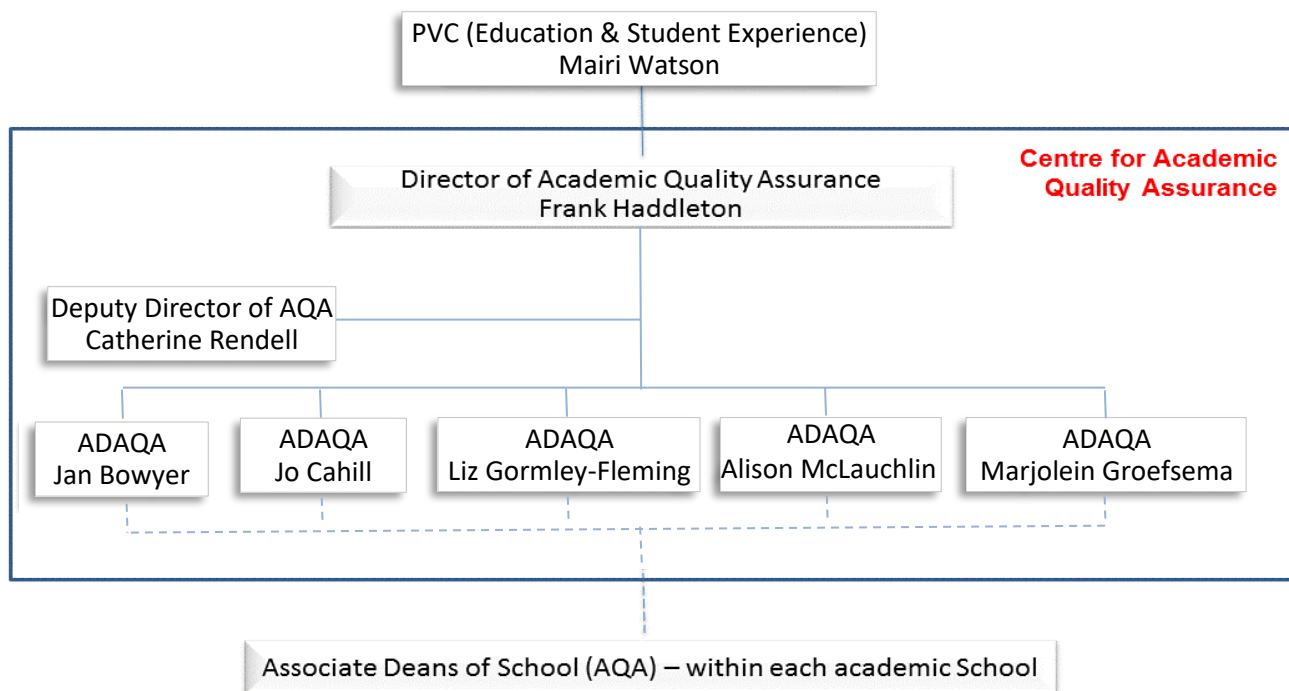 PVC (Education & Student Experience)
Mairi Watson
Centre for Academic
Quality Assurance
Director of Academic Quality Assurance
Frank Haddleton
Deputy Director of AQA
Catherine Rendell
ADAQA
Jan Bowyer
ADAQA
Jo Cahill
ADAQA
Liz Gormley-Fleming
ADAQA
Alison McLauchlin
ADAQA
Marjolein Groefsema
Associate Deans of School (AQA) – within each academic School